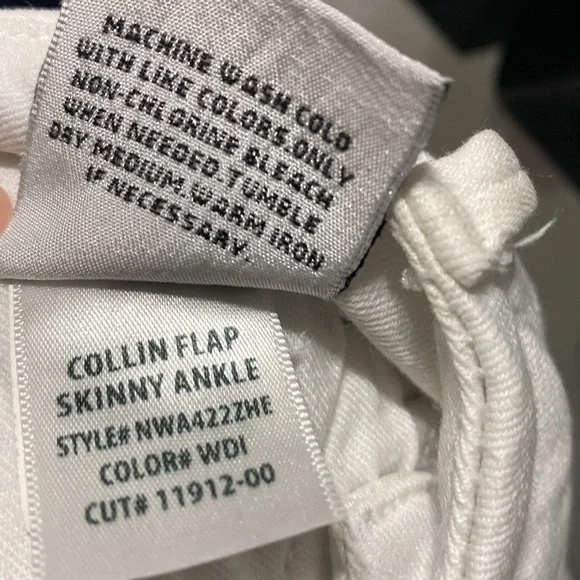 MACHINE WASH COLD
WITH LIKE COLORS.ONLY
NON-CHLORINE BLEACH
WHEN NEEDED.TUMBLE
DRY MEDIUM.WARM IRON
IF NECESSARY.
COLLIN FLAP
SKINNY ANKLE
STYLE# NWA422ZHE
COLOR# WDI
CUT# 11912-00